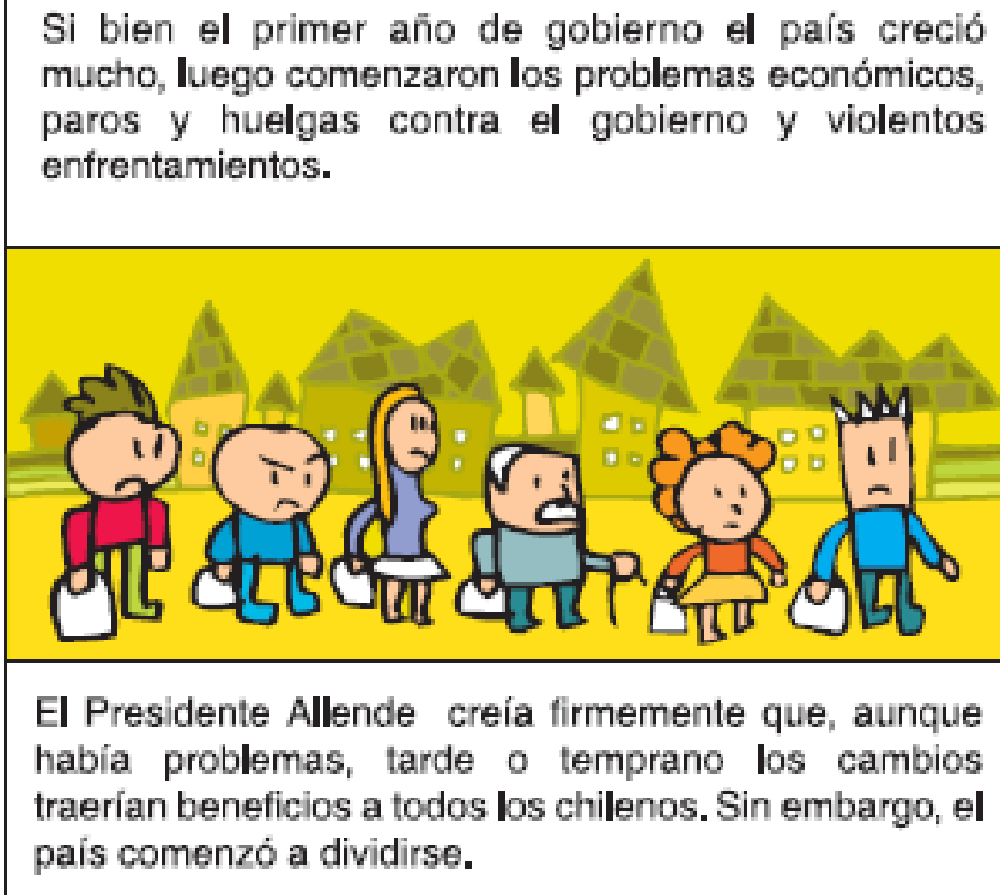 Si bien el primer año de gobierno el país creció
mucho, luego comenzaron los problemas económicos,
paros y huelgas contra el gobierno y violentos
enfrentamientos.
El Presidente Allende creía firmemente que, aunque
había problemas, tarde o temprano los cambios
traerían beneficios a todos los chilenos. Sin embargo, el
país comenzó a dividirse.